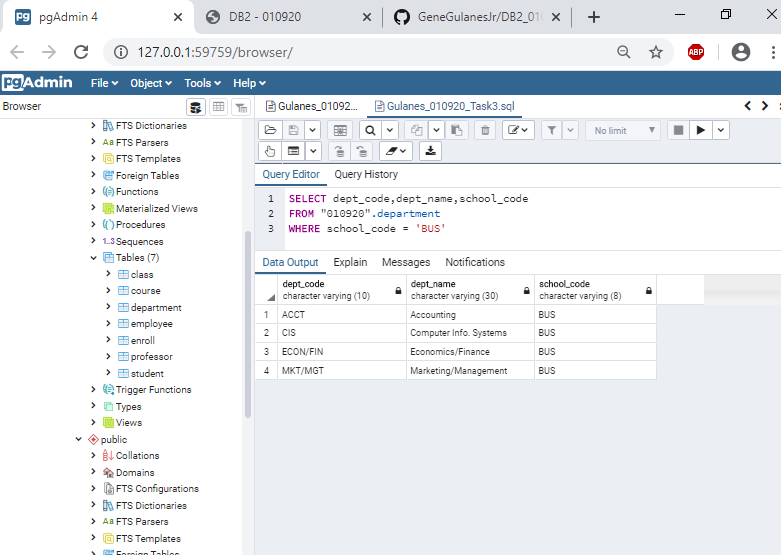 pgAdmin 4
DB2 - 010920
GeneGulanesJr/DB2_01
127.0.0.1:59759/browser/
ABP
pgAdmin File Object Tools Help
Browser
Gulanes_01092... Gulanes_010920_Task3.sql
FTS Dictionaries
FTS Parsers
FTS Templates
Foreign Tables
Functions
Materialized Views
Procedures
1..3 Sequences
Tables (7)
class
course
department
employee
enroll
professor
student
Trigger Functions
Types
Views
public
Collations
Domains
FTS Configurations
FTS Dictionaries
FTS Parsers
FTS Templates
Foreign Tables
No limit
Query Editor Query History
1 SELECT dept_code,dept_name,school_code
2 FROM "010920".department
3 WHERE school_code = 'BUS'
Data Output Explain Messages Notifications
dept_code dept_name school_code
character varying (10) character varying (30) character varying (8)
1 ACCT Accounting BUS
2 CIS Computer Info. Systems BUS
3 ECON/FIN Economics/Finance BUS
4 MKT/MGT Marketing/Management BUS